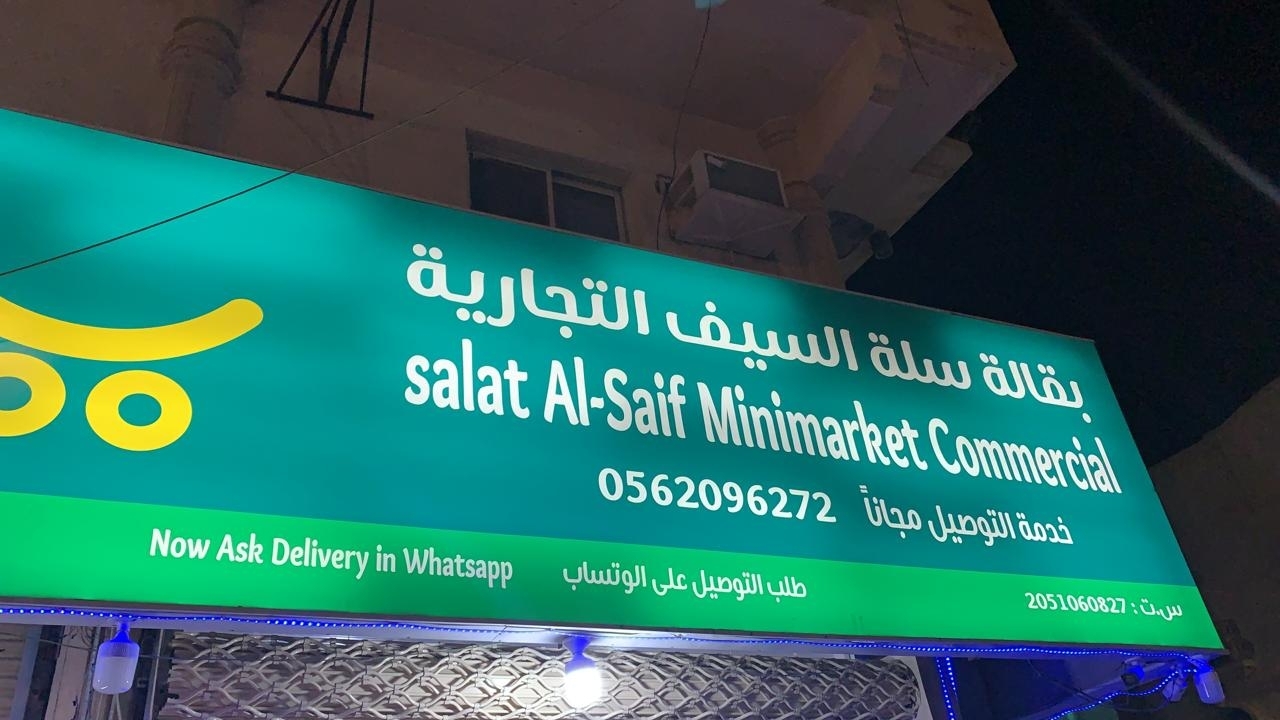 بقالة سلة السيف التجارية
salat Al-Saif Minimarket Commercial
خدمة التوصيل مجاناً 0562096272
Now Ask Delivery in Whatsapp طلب التوصيل على الوتساب
س.ت : 2051060827